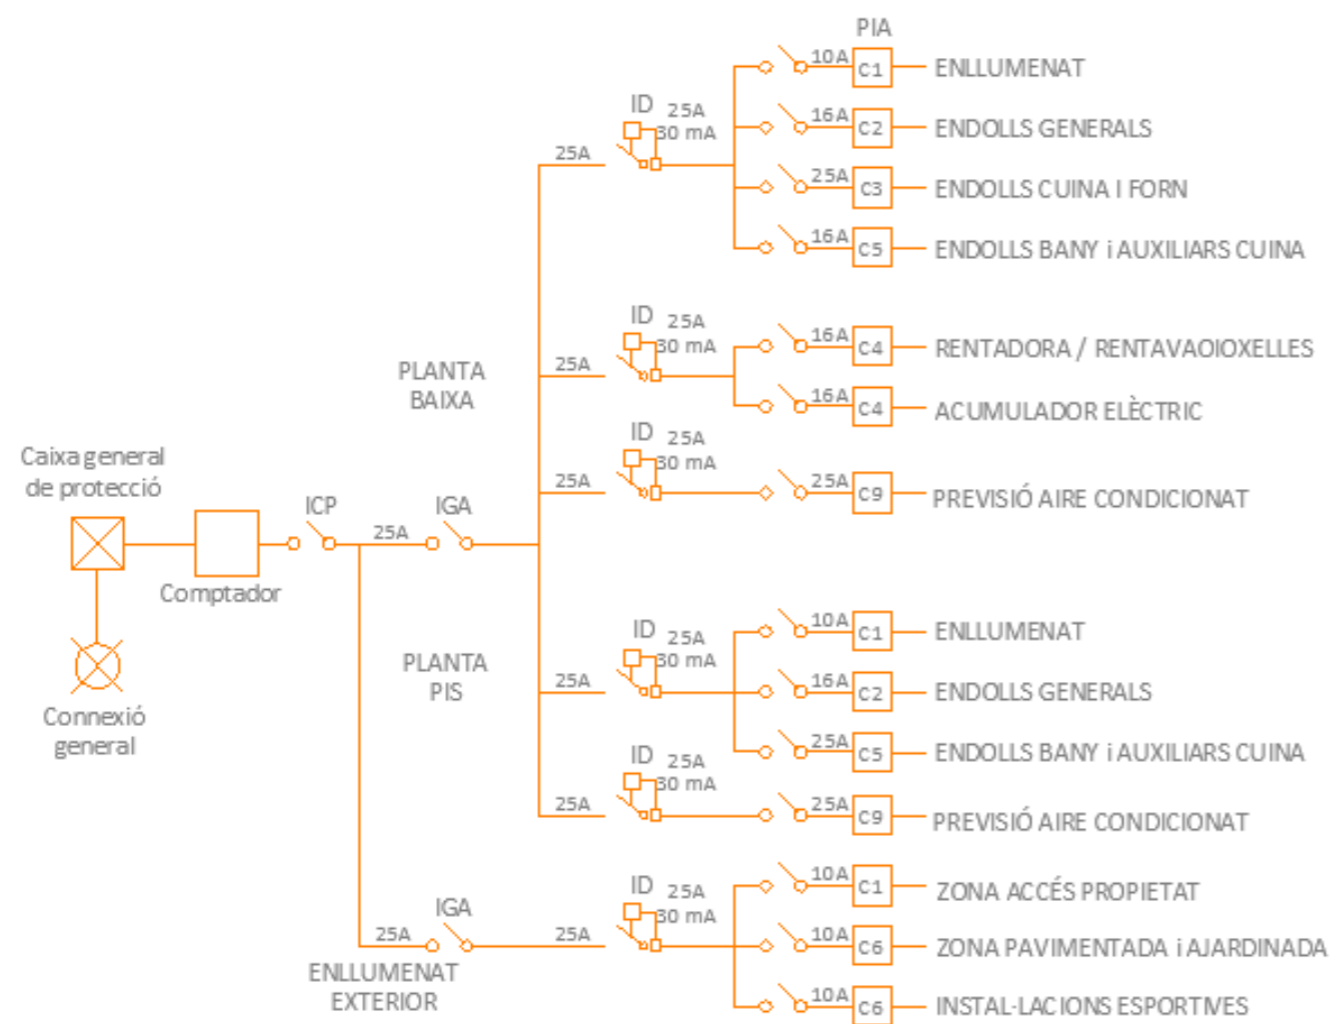 PIA
10A C1 ENLLUMENAT
ID 25A
30 mA
16A C2 ENDOLLS GENERALS
25A
25A C3 ENDOLLS CUINA I FORN
16A C5 ENDOLLS BANY i AUXILIARS CUINA
ID 25A
30 mA
16A C4 RENTADORA / RENTAVAOIOXELLES
25A
PLANTA
BAIXA
16A C4 ACUMULADOR ELÈCTRIC
ID 25A
30 mA
25A
25A C9 PREVISIÓ AIRE CONDICIONAT
Caixa general
de protecció
ICP
25A
IGA
Comptador
Connexió
general
PLANTA
PIS
10A C1 ENLLUMENAT
ID 25A
30 mA
25A
16A C2 ENDOLLS GENERALS
25A C5 ENDOLLS BANY i AUXILIARS CUINA
ID 25A
30 mA
25A
25A C9 PREVISIÓ AIRE CONDICIONAT
10A C1 ZONA ACCÉS PROPIETAT
ID 25A
30 mA
IGA
25A
25A
10A C6 ZONA PAVIMENTADA i AJARDINADA
ENLLUMENAT
EXTERIOR
10A C6 INSTAL·LACIONS ESPORTIVES